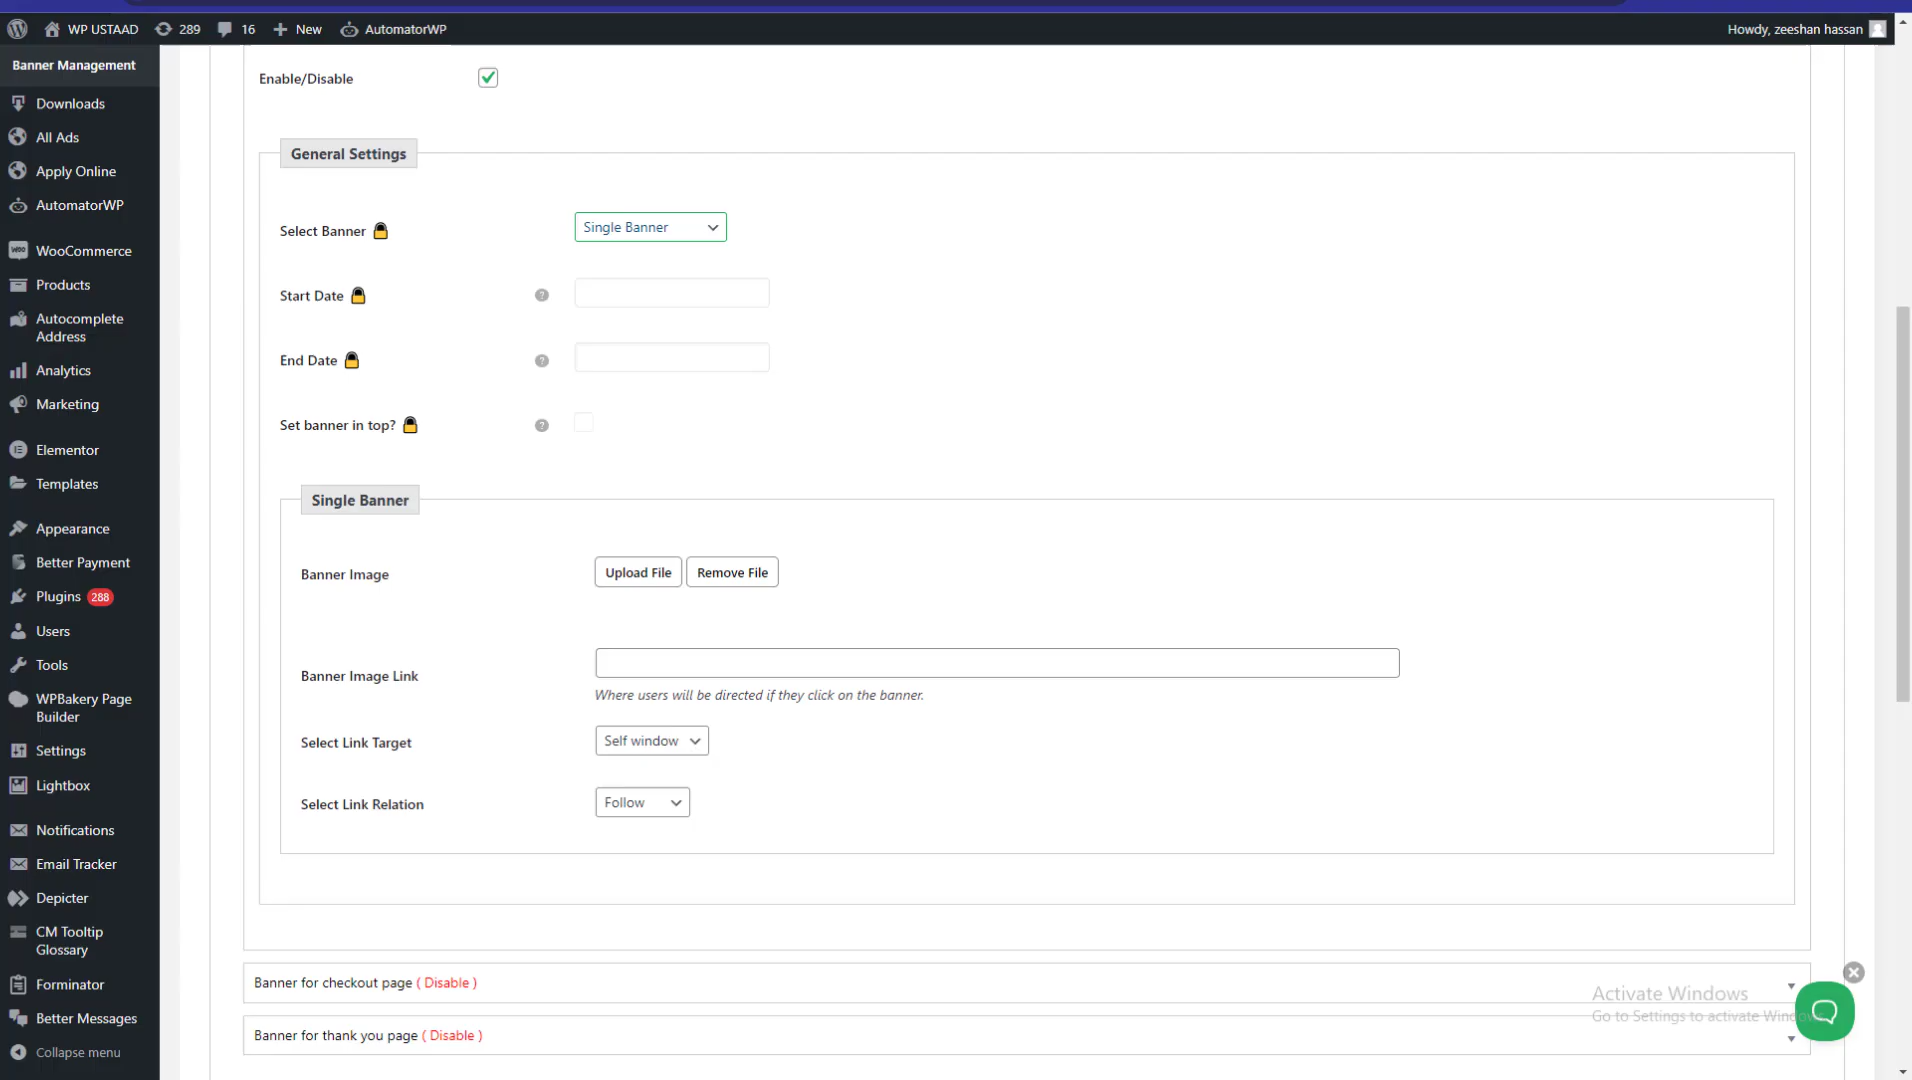 WP USTAAD
289
16
New
AutomatorWP
Howdy, zeeshan hassan
Banner Management
Downloads
All Ads
Apply Online
AutomatorWP
WooCommerce
Products
Autocomplete
Address
Analytics
Marketing
Elementor
Templates
Appearance
Better Payment
Plugins 288
Users
Tools
WPBakery Page
Builder
Settings
Lightbox
Notifications
Email Tracker
Depicter
CM Tooltip
Glossary
Forminator
Better Messages
Collapse menu
Enable/Disable
General Settings
Select Banner
Single Banner
Start Date
?
End Date
?
Set banner in top?
?
Single Banner
Banner Image
Upload File
Remove File
Banner Image Link
Where users will be directed if they click on the banner.
Select Link Target
Self window
Select Link Relation
Follow
Banner for checkout page ( Disable )
Banner for thank you page ( Disable )
Activate Windows
Go to Settings to activate Windows.